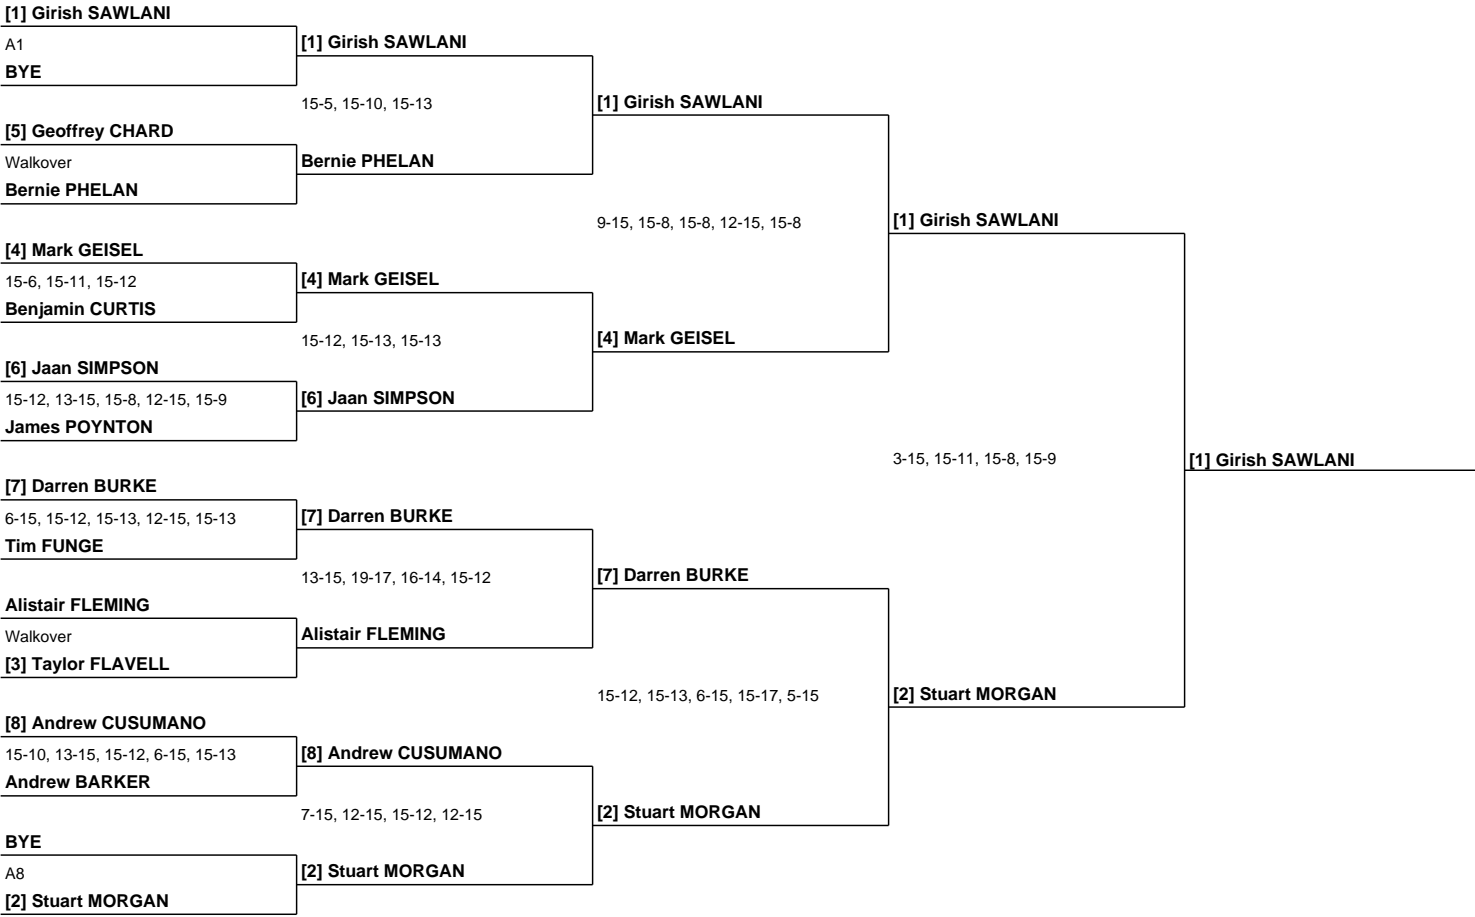 [1] Girish SAWLANI
A1
BYE
[5] Geoffrey CHARD
Walkover
Bernie PHELAN
[4] Mark GEISEL
15-6, 15-11, 15-12
Benjamin CURTIS
[6] Jaan SIMPSON
15-12, 13-15, 15-8, 12-15, 15-9
James POYNTON
[7] Darren BURKE
6-15, 15-12, 15-13, 12-15, 15-13
Tim FUNGE
Alistair FLEMING
Walkover
[3] Taylor FLAVELL
[8] Andrew CUSUMANO
15-10, 13-15, 15-12, 6-15, 15-13
Andrew BARKER
BYE
A8
[2] Stuart MORGAN
[1] Girish SAWLANI
15-5, 15-10, 15-13
Bernie PHELAN
[4] Mark GEISEL
15-12, 15-13, 15-13
[6] Jaan SIMPSON
[7] Darren BURKE
13-15, 19-17, 16-14, 15-12
Alistair FLEMING
[8] Andrew CUSUMANO
7-15, 12-15, 15-12, 12-15
[2] Stuart MORGAN
[1] Girish SAWLANI
9-15, 15-8, 15-8, 12-15, 15-8
[4] Mark GEISEL
[7] Darren BURKE
15-12, 15-13, 6-15, 15-17, 5-15
[2] Stuart MORGAN
[1] Girish SAWLANI
3-15, 15-11, 15-8, 15-9
[2] Stuart MORGAN
[1] Girish SAWLANI